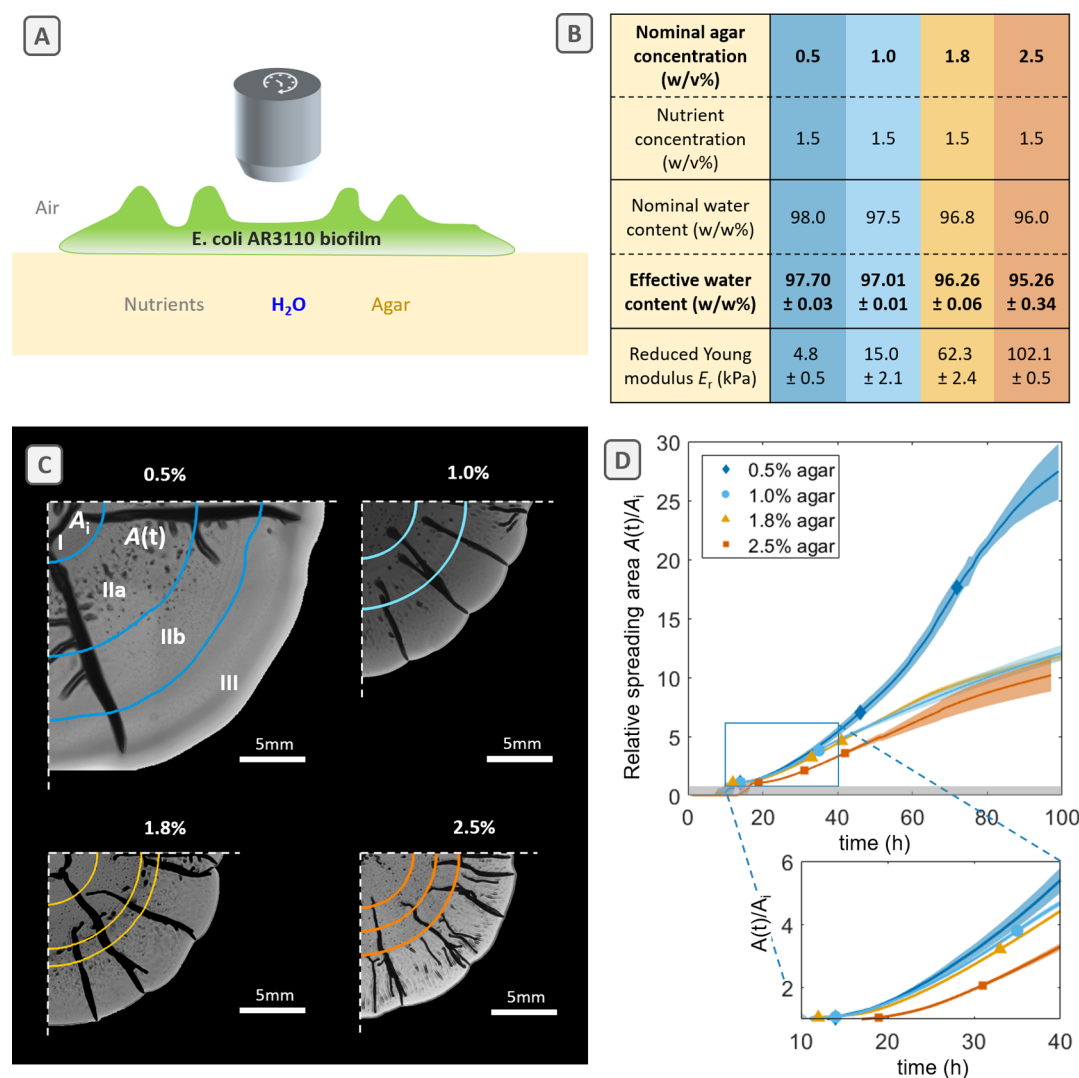 A
Air
E. coli AR3110 biofilm
Nutrients
H₂O
Agar
B
Nominal agar
concentration
(w/v%)
0.5
1.0
1.8
2.5
Nutrient
concentration
(w/v%)
1.5
1.5
1.5
1.5
Nominal water
content (w/w%)
98.0
97.5
96.8
96.0
Effective water
content (w/w%)
97.70
± 0.03
97.01
± 0.01
96.26
± 0.06
95.26
± 0.34
Reduced Young
modulus Er (kPa)
4.8
± 0.5
15.0
± 2.1
62.3
± 2.4
102.1
± 0.5
C
0.5%
Ai
I
A(t)
IIa
IIb
III
5mm
1.0%
5mm
1.8%
5mm
2.5%
5mm
D
Relative spreading area A(t)/Ai
30
25
20
15
10
5
0
0.5% agar
1.0% agar
1.8% agar
2.5% agar
0
20
40
60
80
100
time (h)
A(t)/Ai
6
4
2
10
20
30
40
time (h)